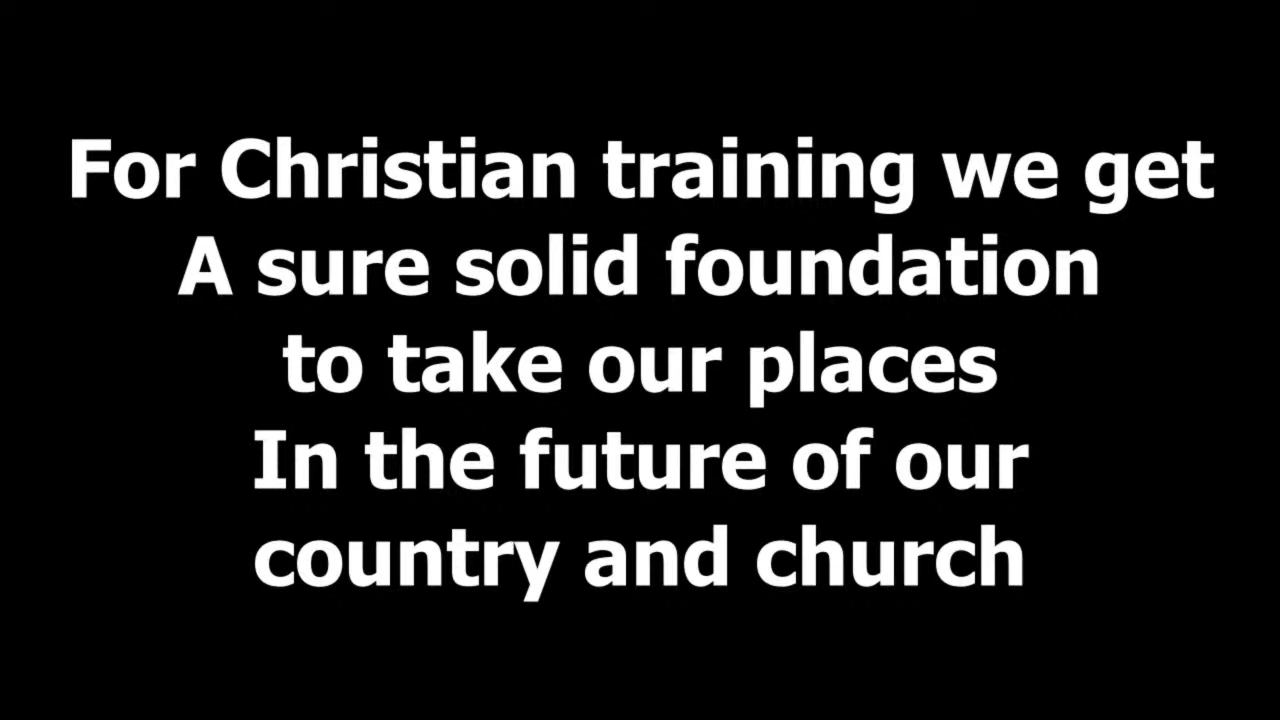 For Christian training we get
A sure solid foundation
to take our places
In the future of our
country and church